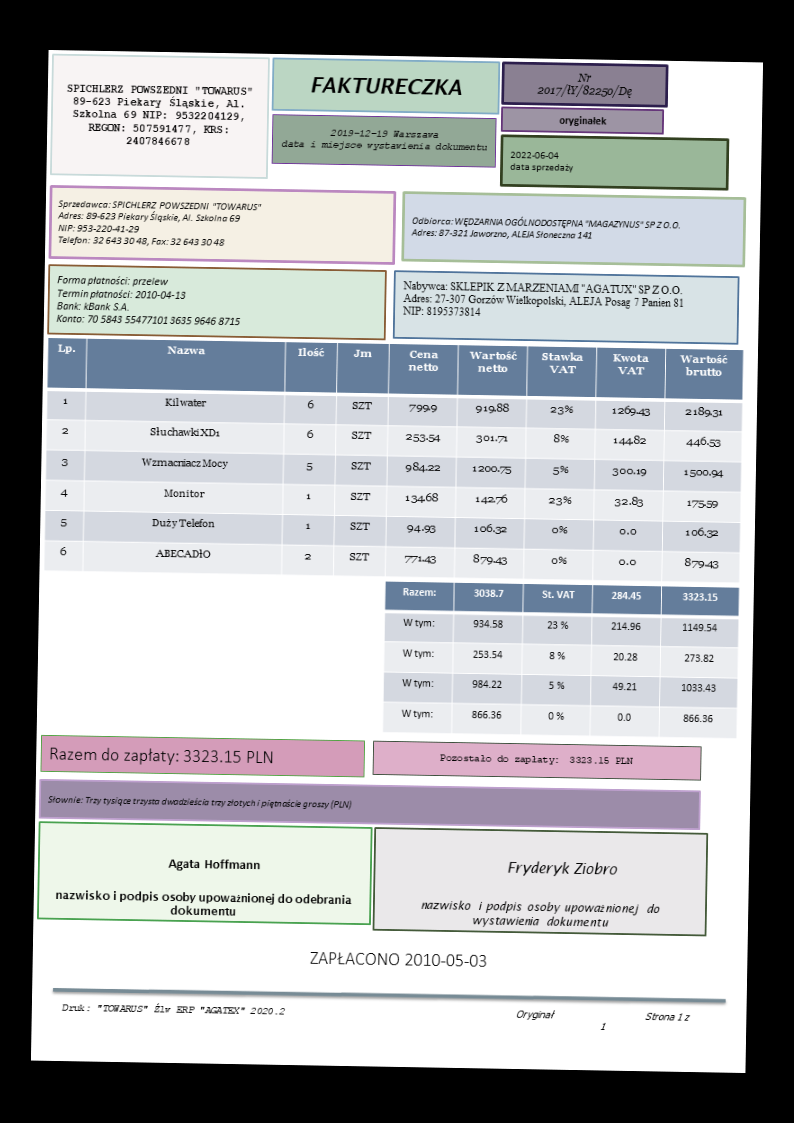 SPICHLERZ POWSZEDNI "TOWARUS"
89-623 Piekary Śląskie, Al.
Szkolna 69 NIP: 9532204129,
REGON: 507591477, KRS:
2407846678
FAKTURECZKA
2019-12-19 Warszawa
data i miejsce wystawienia dokumentu
Nr
2017/łY/82250/Dę
oryginałek
2022-06-04
data sprzedaży
Sprzedawca: SPICHLERZ POWSZEDNI "TOWARUS"
Adres: 89-623 Piekary Śląskie, Al. Szkolna 69
NIP: 953-220-41-29
Telefon: 32 643 30 48, Fax: 32 643 30 48
Odbiorca: WĘDZARNIA OGÓLNODOSTĘPNA "MAGAZYNUS" SP Z O.O.
Adres: 87-321 Jaworzno, ALEJA Słoneczna 141
Forma płatności: przelew
Termin płatności: 2010-04-13
Bank: kBank S.A.
Konto: 70 5843 55477101 3635 9646 8715
Nabywca: SKLEPIK Z MARZENIAMI "AGATUX" SP Z O.O.
Adres: 27-307 Gorzów Wielkopolski, ALEJA Posąg 7 Panien 81
NIP: 8195373814
Lp. Nazwa Ilość Jm Cena netto Wartość netto Stawka VAT Kwota VAT Wartość brutto
1 Kilwater 6 SZT 799.9 919.88 23% 1269.43 2189.31
2 Słuchawki XD1 6 SZT 253.54 301.71 8% 144.82 446.53
3 Wzmacniacz Mocy 5 SZT 984.22 1200.75 5% 300.19 1500.94
4 Monitor 1 SZT 134.68 142.76 23% 32.83 175.59
5 Duży Telefon 1 SZT 94.93 106.32 0% 0.0 106.32
6 ABECADłO 2 SZT 771.43 879.43 0% 0.0 879.43
Razem: 3038.7 St. VAT 284.45 3323.15
W tym: 934.58 23 % 214.96 1149.54
W tym: 253.54 8 % 20.28 273.82
W tym: 984.22 5 % 49.21 1033.43
W tym: 866.36 0 % 0.0 866.36
Razem do zapłaty: 3323.15 PLN
Pozostało do zapłaty: 3323.15 PLN
Słownie: Trzy tysiące trzysta dwadzieścia trzy złotych i piętnaście groszy (PLN)
Agata Hoffmann
nazwisko i podpis osoby upoważnionej do odebrania
dokumentu
Fryderyk Ziobro
nazwisko i podpis osoby upoważnionej do
wystawienia dokumentu
ZAPŁACONO 2010-05-03
Druk: "TOWARUS" Źlv ERP "AGATEX" 2020.2
Oryginał
Strona 1 z
1